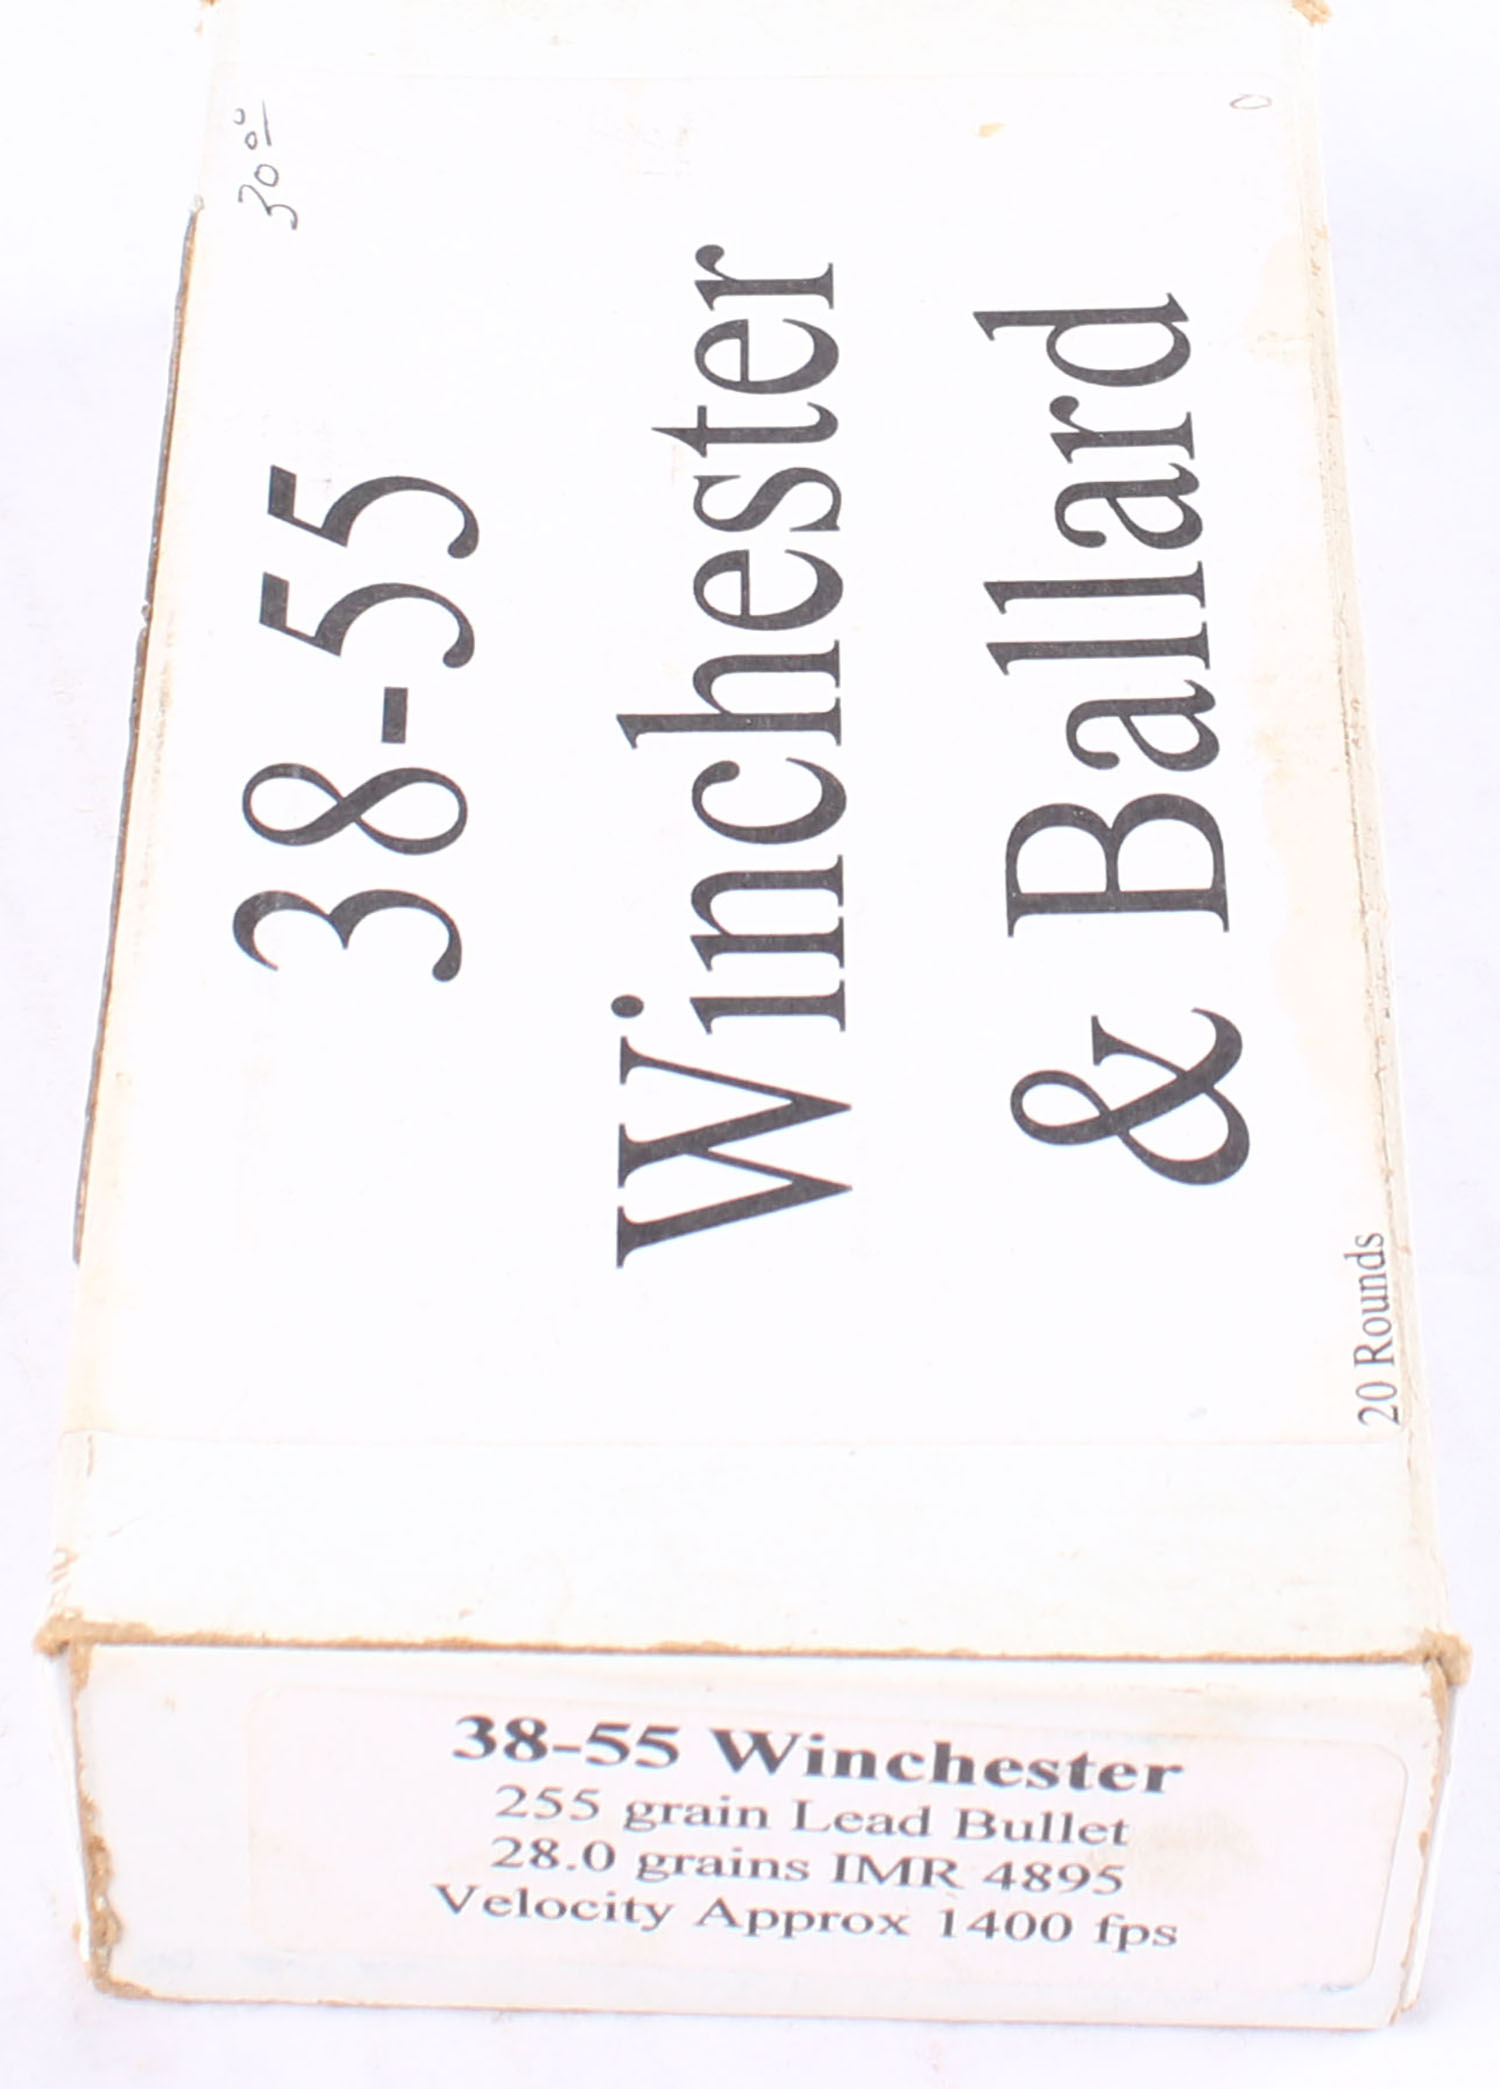 30 00
38-55
Winchester
& Ballard
20 Rounds
38-55 Winchester
255 grain Lead Bullet
28.0 grains IMR 4895
Velocity Approx 1400 fps